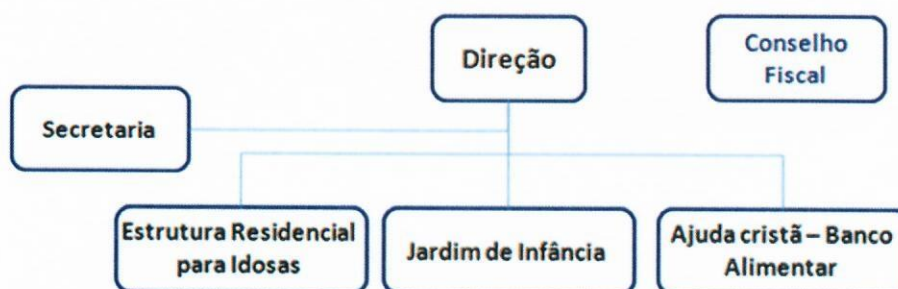 Direção
Conselho
Fiscal
Secretaria
Estrutura Residencial
para Idosas
Jardim de Infância
Ajuda cristã – Banco
Alimentar